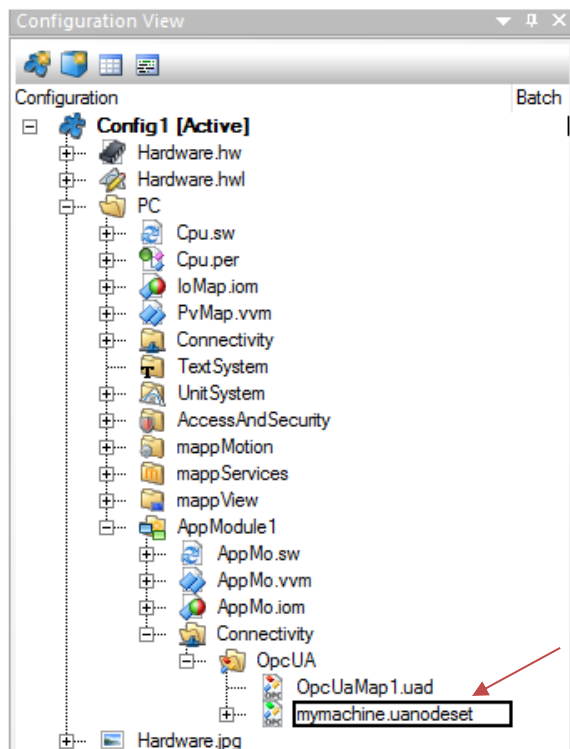 Configuration View
Configuration Batch
Config1 [Active]
Hardware.hw
Hardware.hwl
PC
Cpu.sw
Cpu.per
IoMap.iom
PvMap.vvm
Connectivity
TextSystem
UnitSystem
AccessAndSecurity
mappMotion
mappServices
mappView
AppModule1
AppMo.sw
AppMo.vvm
AppMo.iom
Connectivity
OpcUA
OpcUaMap1.uad
mymachine.uanodeset
Hardware.jpg